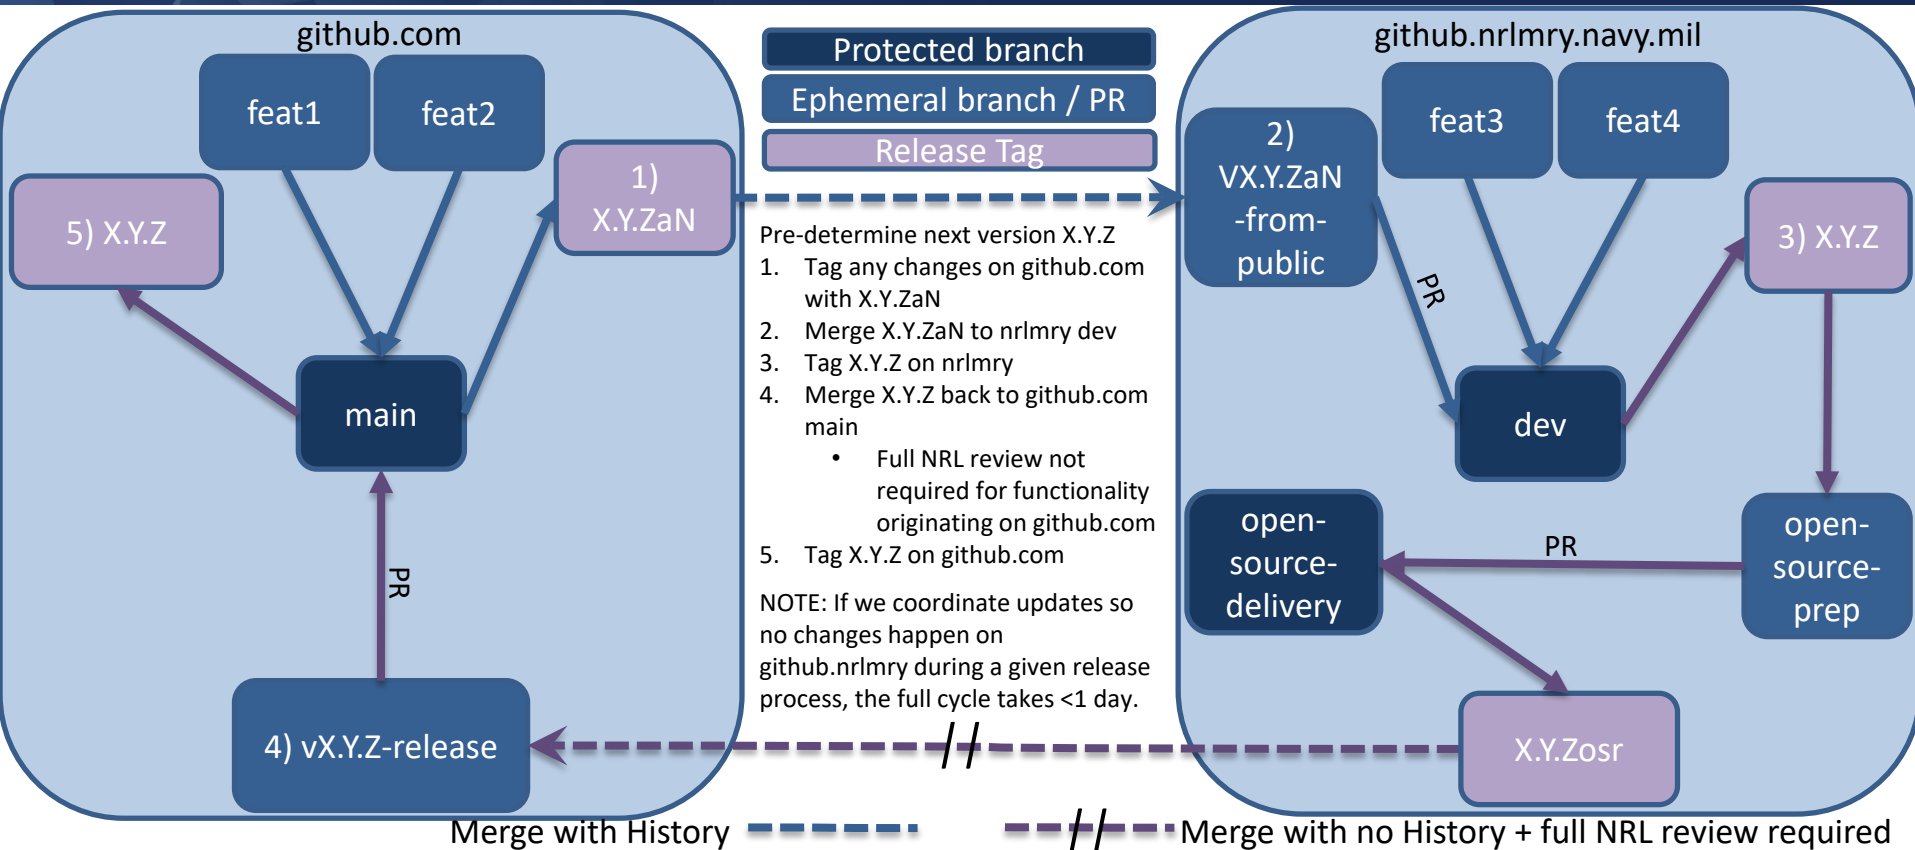 github.com
feat1
feat2
1)
X.Y.ZaN
5) X.Y.Z
main
PR
4) vX.Y.Z-release
Protected branch
Ephemeral branch / PR
Release Tag
Pre-determine next version X.Y.Z
1. Tag any changes on github.com
with X.Y.ZaN
2. Merge X.Y.ZaN to nrlmry dev
3. Tag X.Y.Z on nrlmry
4. Merge X.Y.Z back to github.com
main
• Full NRL review not
required for functionality
originating on github.com
5. Tag X.Y.Z on github.com
NOTE: If we coordinate updates so
no changes happen on
github.nrlmry during a given release
process, the full cycle takes <1 day.
github.nrlmry.navy.mil
2)
VX.Y.ZaN
-from-
public
feat3
feat4
3) X.Y.Z
PR
dev
open-
source-
delivery
PR
open-
source-
prep
X.Y.Zosr
Merge with History
Merge with no History + full NRL review required